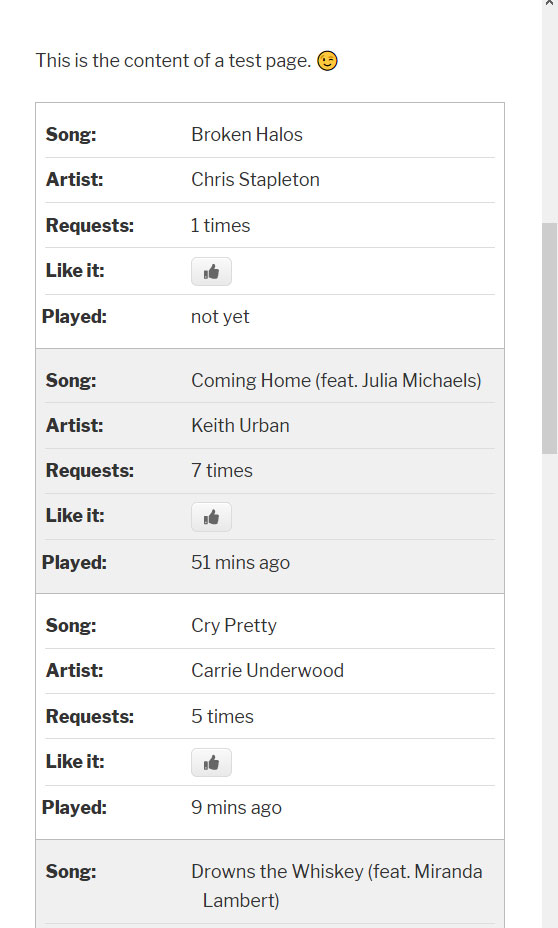 This is the content of a test page. 😉
Song: Broken Halos
Artist: Chris Stapleton
Requests: 1 times
Like it:
Played: not yet
Song: Coming Home (feat. Julia Michaels)
Artist: Keith Urban
Requests: 7 times
Like it:
Played: 51 mins ago
Song: Cry Pretty
Artist: Carrie Underwood
Requests: 5 times
Like it:
Played: 9 mins ago
Song: Drowns the Whiskey (feat. Miranda
Lambert)